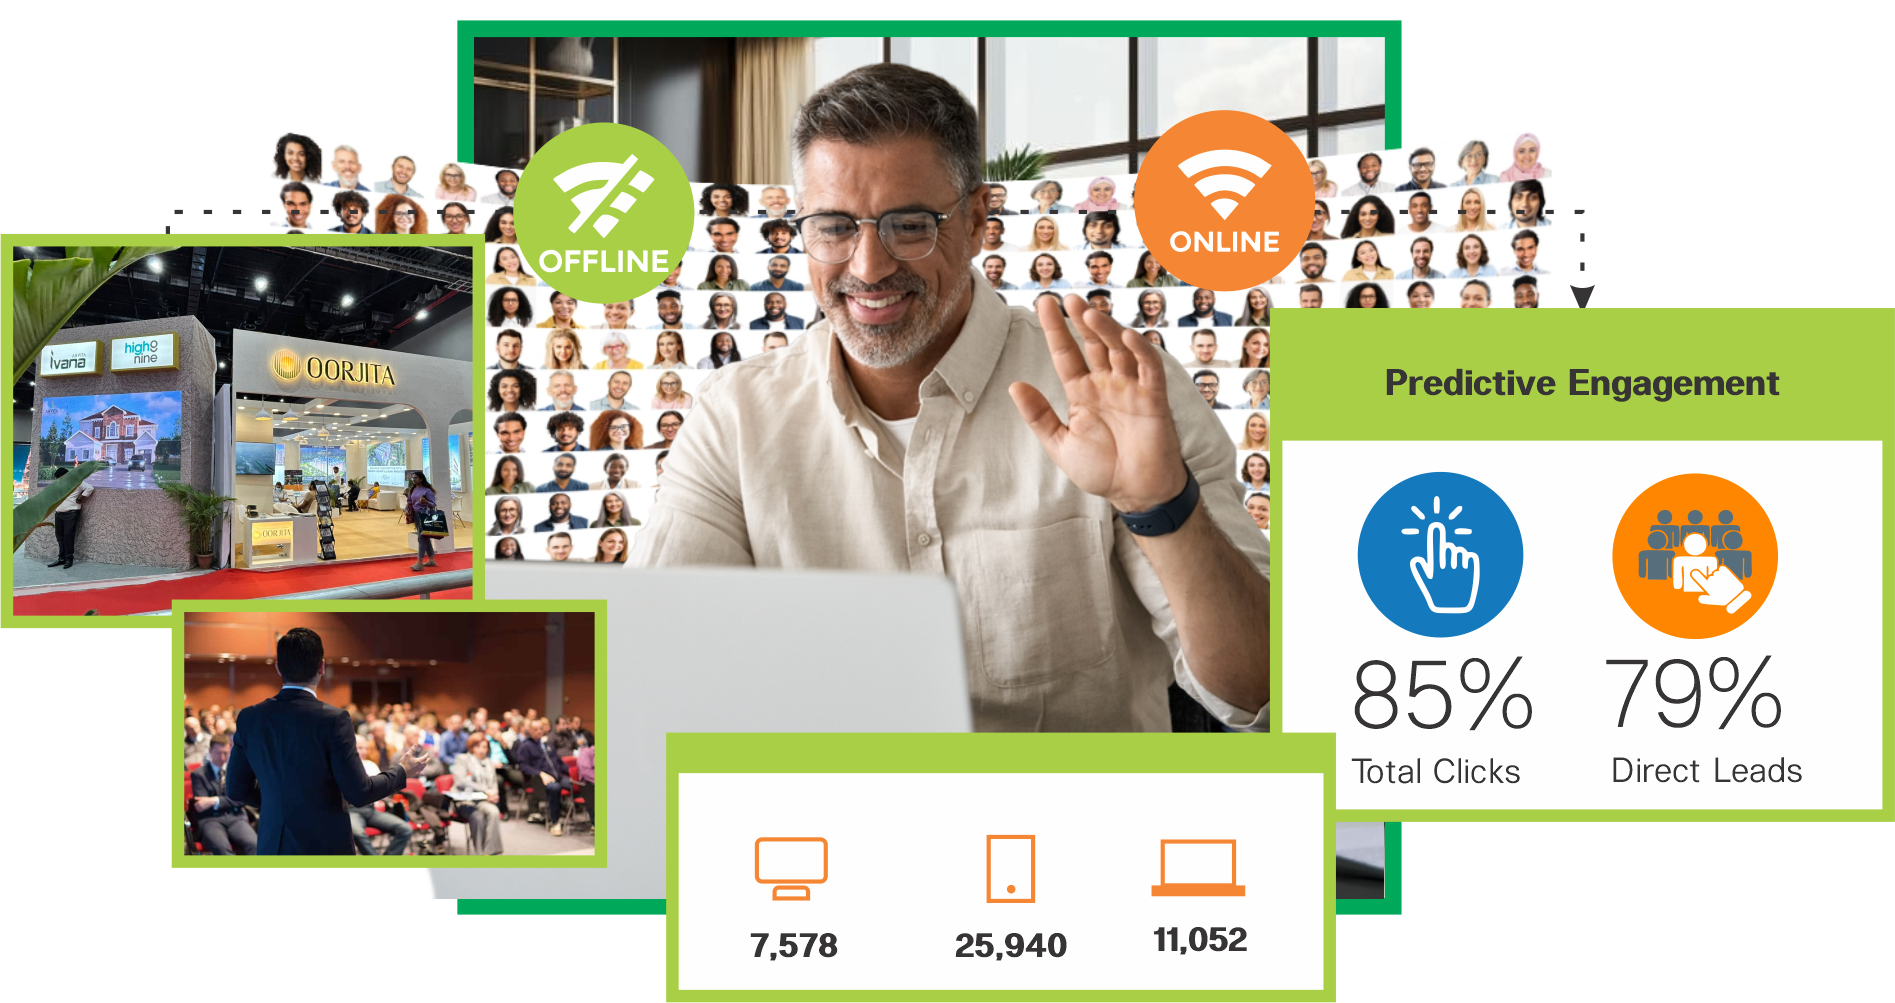 OFFLINE
ONLINE
ivana
high
nine
OORJITA
OORJITA
Predictive Engagement
85%
79%
Total Clicks
Direct Leads
7,578
25,940
11,052